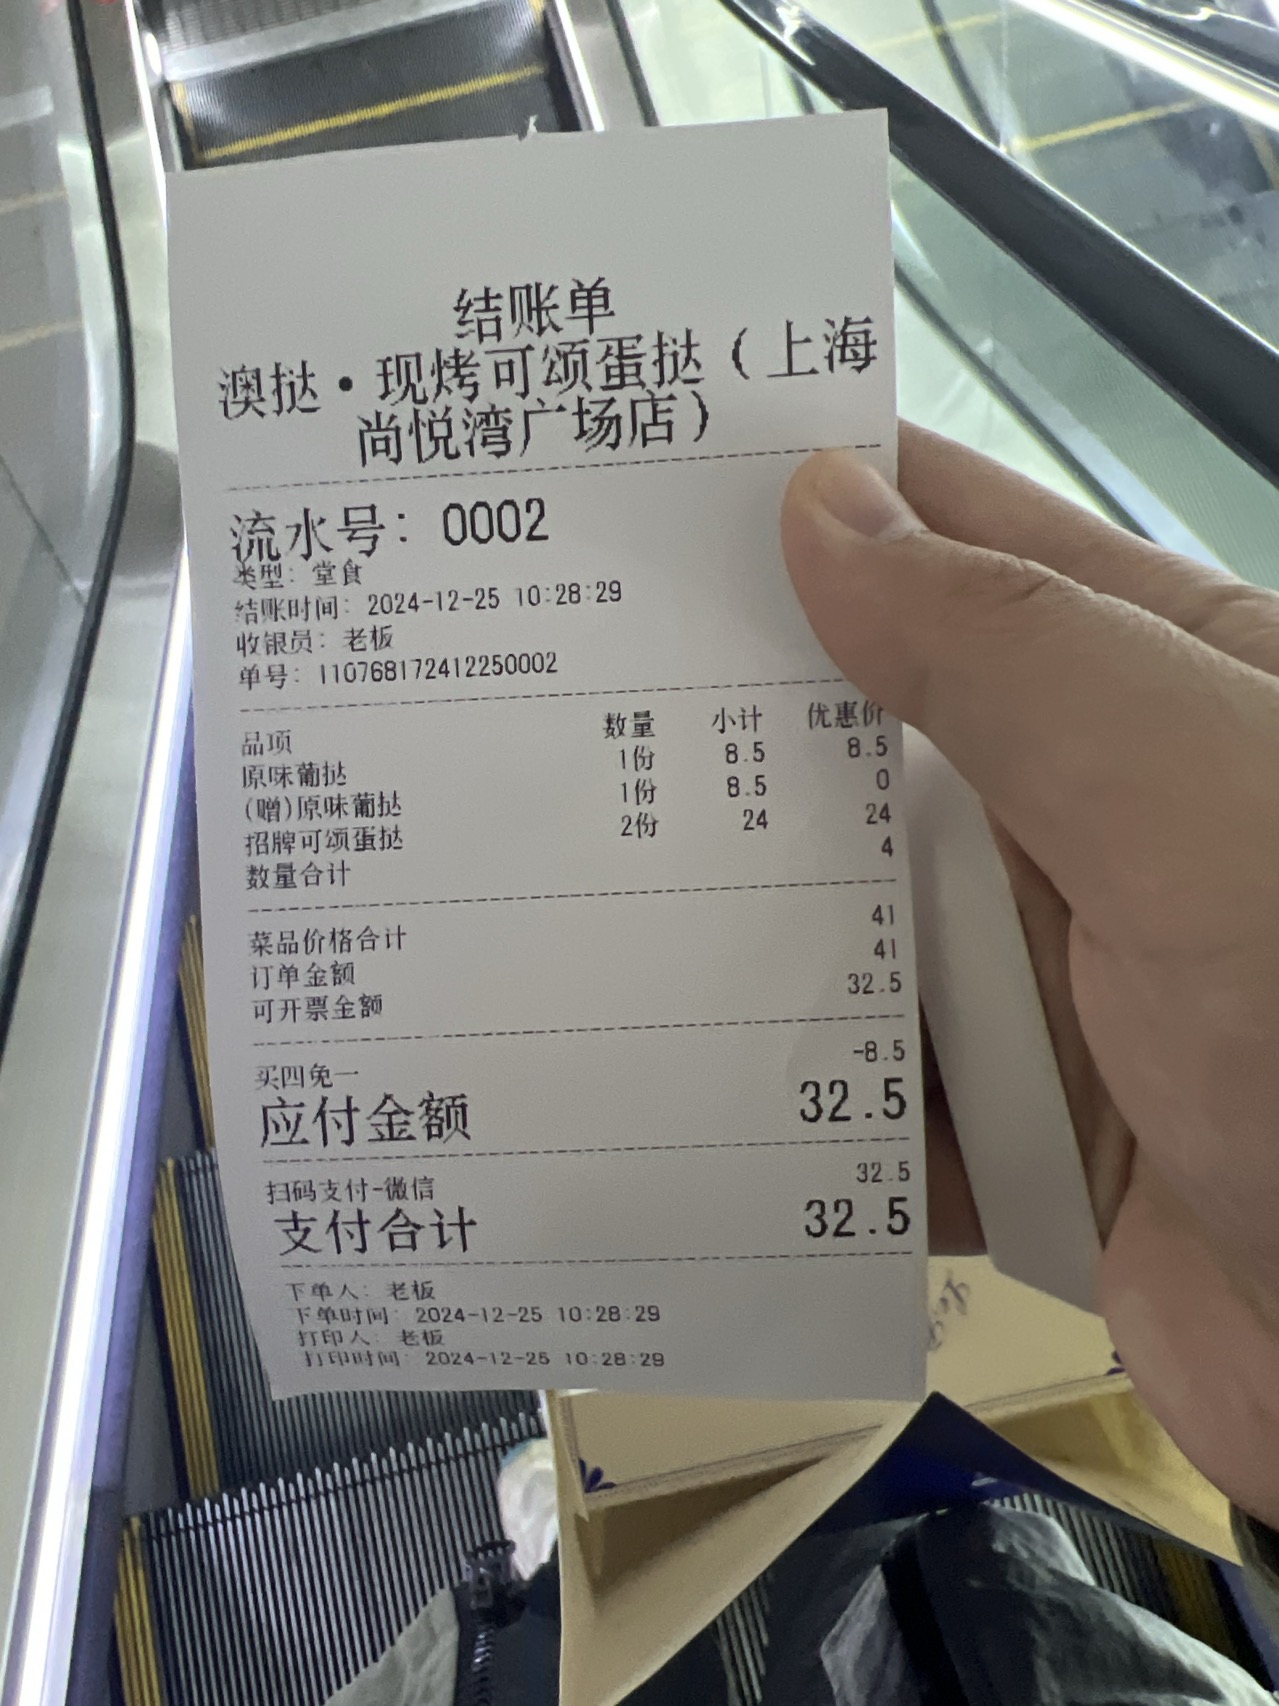 结账单
澳挞·现烤可颂蛋挞（上海
尚悦湾广场店）
流水号：0002
类型：堂食
结账时间：2024-12-25 10:28:29
收银员：老板
单号：110768172412250002
品项 数量 小计 优惠价
原味葡挞 1份 8.5 8.5
(赠)原味葡挞 1份 8.5 0
招牌可颂蛋挞 2份 24 24
数量合计 4
菜品价格合计 41
订单金额 41
可开票金额 32.5
买四免一 -8.5
应付金额 32.5
扫码支付-微信 32.5
支付合计 32.5
下单人：老板
下单时间：2024-12-25 10:28:29
打印人：老板
打印时间：2024-12-25 10:28:29